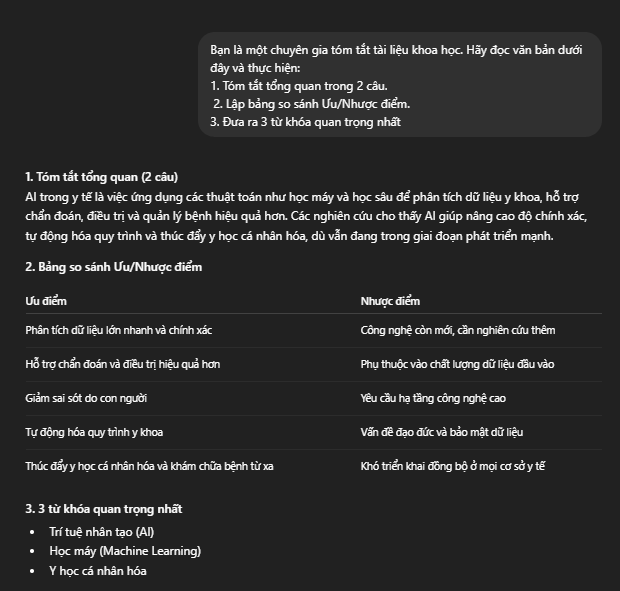 Bạn là một chuyên gia tóm tắt tài liệu khoa học. Hãy đọc văn bản dưới
đây và thực hiện:
1. Tóm tắt tổng quan trong 2 câu.
2. Lập bảng so sánh Ưu/Nhược điểm.
3. Đưa ra 3 từ khóa quan trọng nhất
1. Tóm tắt tổng quan (2 câu)
AI trong y tế là việc ứng dụng các thuật toán như học máy và học sâu để phân tích dữ liệu y khoa, hỗ trợ
chẩn đoán, điều trị và quản lý bệnh hiệu quả hơn. Các nghiên cứu cho thấy AI giúp nâng cao độ chính xác,
tự động hóa quy trình và thúc đẩy y học cá nhân hóa, dù vẫn đang trong giai đoạn phát triển mạnh.
2. Bảng so sánh Ưu/Nhược điểm
Ưu điểm Nhược điểm
Phân tích dữ liệu lớn nhanh và chính xác Công nghệ còn mới, cần nghiên cứu thêm
Hỗ trợ chẩn đoán và điều trị hiệu quả hơn Phụ thuộc vào chất lượng dữ liệu đầu vào
Giảm sai sót do con người Yêu cầu hạ tầng công nghệ cao
Tự động hóa quy trình y khoa Vấn đề đạo đức và bảo mật dữ liệu
Thúc đẩy y học cá nhân hóa và khám chữa bệnh từ xa Khó triển khai đồng bộ ở mọi cơ sở y tế
3. 3 từ khóa quan trọng nhất
• Trí tuệ nhân tạo (AI)
• Học máy (Machine Learning)
• Y học cá nhân hóa